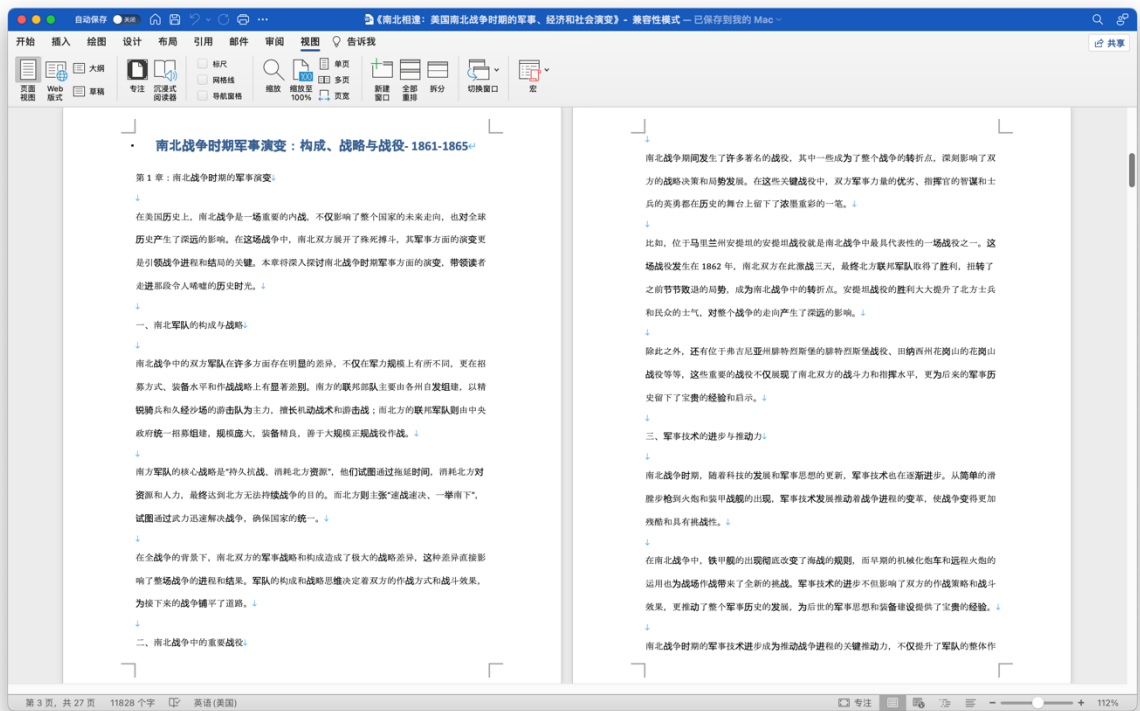 自动保存 关闭 《南北相逢：美国南北战争时期的军事、经济和社会演变》- 兼容性模式 — 已保存到我的 Mac
开始 插入 绘图 设计 布局 引用 邮件 审阅 视图 告诉我 共享
页面视图 Web版式 大纲 草稿 专注 沉浸式阅读器 标尺 网格线 导航窗格 缩放 缩放至100% 100 单页 多页 页宽 新建窗口 全部重排 拆分 切换窗口 宏
南北战争时期军事演变：构成、战略与战役- 1861-1865
第 1 章：南北战争时期的军事演变
在美国历史上，南北战争是一场重要的内战，不仅影响了整个国家的未来走向，也对全球
历史产生了深远的影响。在这场战争中，南北双方展开了殊死搏斗，其军事方面的演变更
是引领战争进程和结局的关键。本章将深入探讨南北战争时期军事方面的演变，带领读者
走进那段令人唏嘘的历史时光。
一、南北军队的构成与战略
南北战争中的双方军队在许多方面存在明显的差异，不仅在军力规模上有所不同，更在招
募方式、装备水平和作战战略上有显著差别。南方的联邦部队主要由各州自发组建，以精
锐骑兵和久经沙场的游击队为主力，擅长机动战术和游击战；而北方的联邦军队则由中央
政府统一招募组建，规模庞大，装备精良，善于大规模正规战役作战。
南方军队的核心战略是“持久抗战、消耗北方资源”，他们试图通过拖延时间，消耗北方对
资源和人力，最终达到北方无法持续战争的目的。而北方则主张“速战速决、一举南下”，
试图通过武力迅速解决战争，确保国家的统一。
在全战争的背景下，南北双方的军事战略和构成造成了极大的战略差异，这种差异直接影
响了整场战争的进程和结果。军队的构成和战略思维决定着双方的作战方式和战斗效果，
为接下来的战争铺平了道路。
二、南北战争中的重要战役
南北战争期间发生了许多著名的战役，其中一些成为了整个战争的转折点，深刻影响了双
方的战略决策和局势发展。在这些关键战役中，双方军事力量的优劣、指挥官的智谋和士
兵的英勇都在历史的舞台上留下了浓墨重彩的一笔。
比如，位于马里兰州安提坦的安提坦战役就是南北战争中最具代表性的一场战役之一。这
场战役发生在 1862 年，南北双方在此激战三天，最终北方联邦军队取得了胜利，扭转了
之前节节败退的局势，成为南北战争中的转折点。安提坦战役的胜利大大提升了北方士兵
和民众的士气，对整个战争的走向产生了深远的影响。
除此之外，还有位于弗吉尼亚州腓特烈斯堡的腓特烈斯堡战役、田纳西州花岗山的花岗山
战役等等，这些重要的战役不仅展现了南北双方的战斗力和指挥水平，更为后来的军事历
史留下了宝贵的经验和启示。
三、军事技术的进步与推动力
南北战争时期，随着科技的发展和军事思想的更新，军事技术也在逐渐进步。从简单的滑
膛步枪到火炮和装甲战舰的出现，军事技术发展推动着战争进程的变革，使战争变得更加
残酷和具有挑战性。
在南北战争中，铁甲舰的出现彻底改变了海战的规则，而早期的机械化炮车和远程火炮的
运用也为战场作战带来了全新的挑战。军事技术的进步不但影响了双方的作战策略和战斗
效果，更推动了整个军事历史的发展，为后世的军事思想和装备建设提供了宝贵的经验。
南北战争时期的军事技术进步成为推动战争进程的关键推动力，不仅提升了军队的整体作
第 3 页，共 27 页 11828 个字 英语(美国) 专注 112%